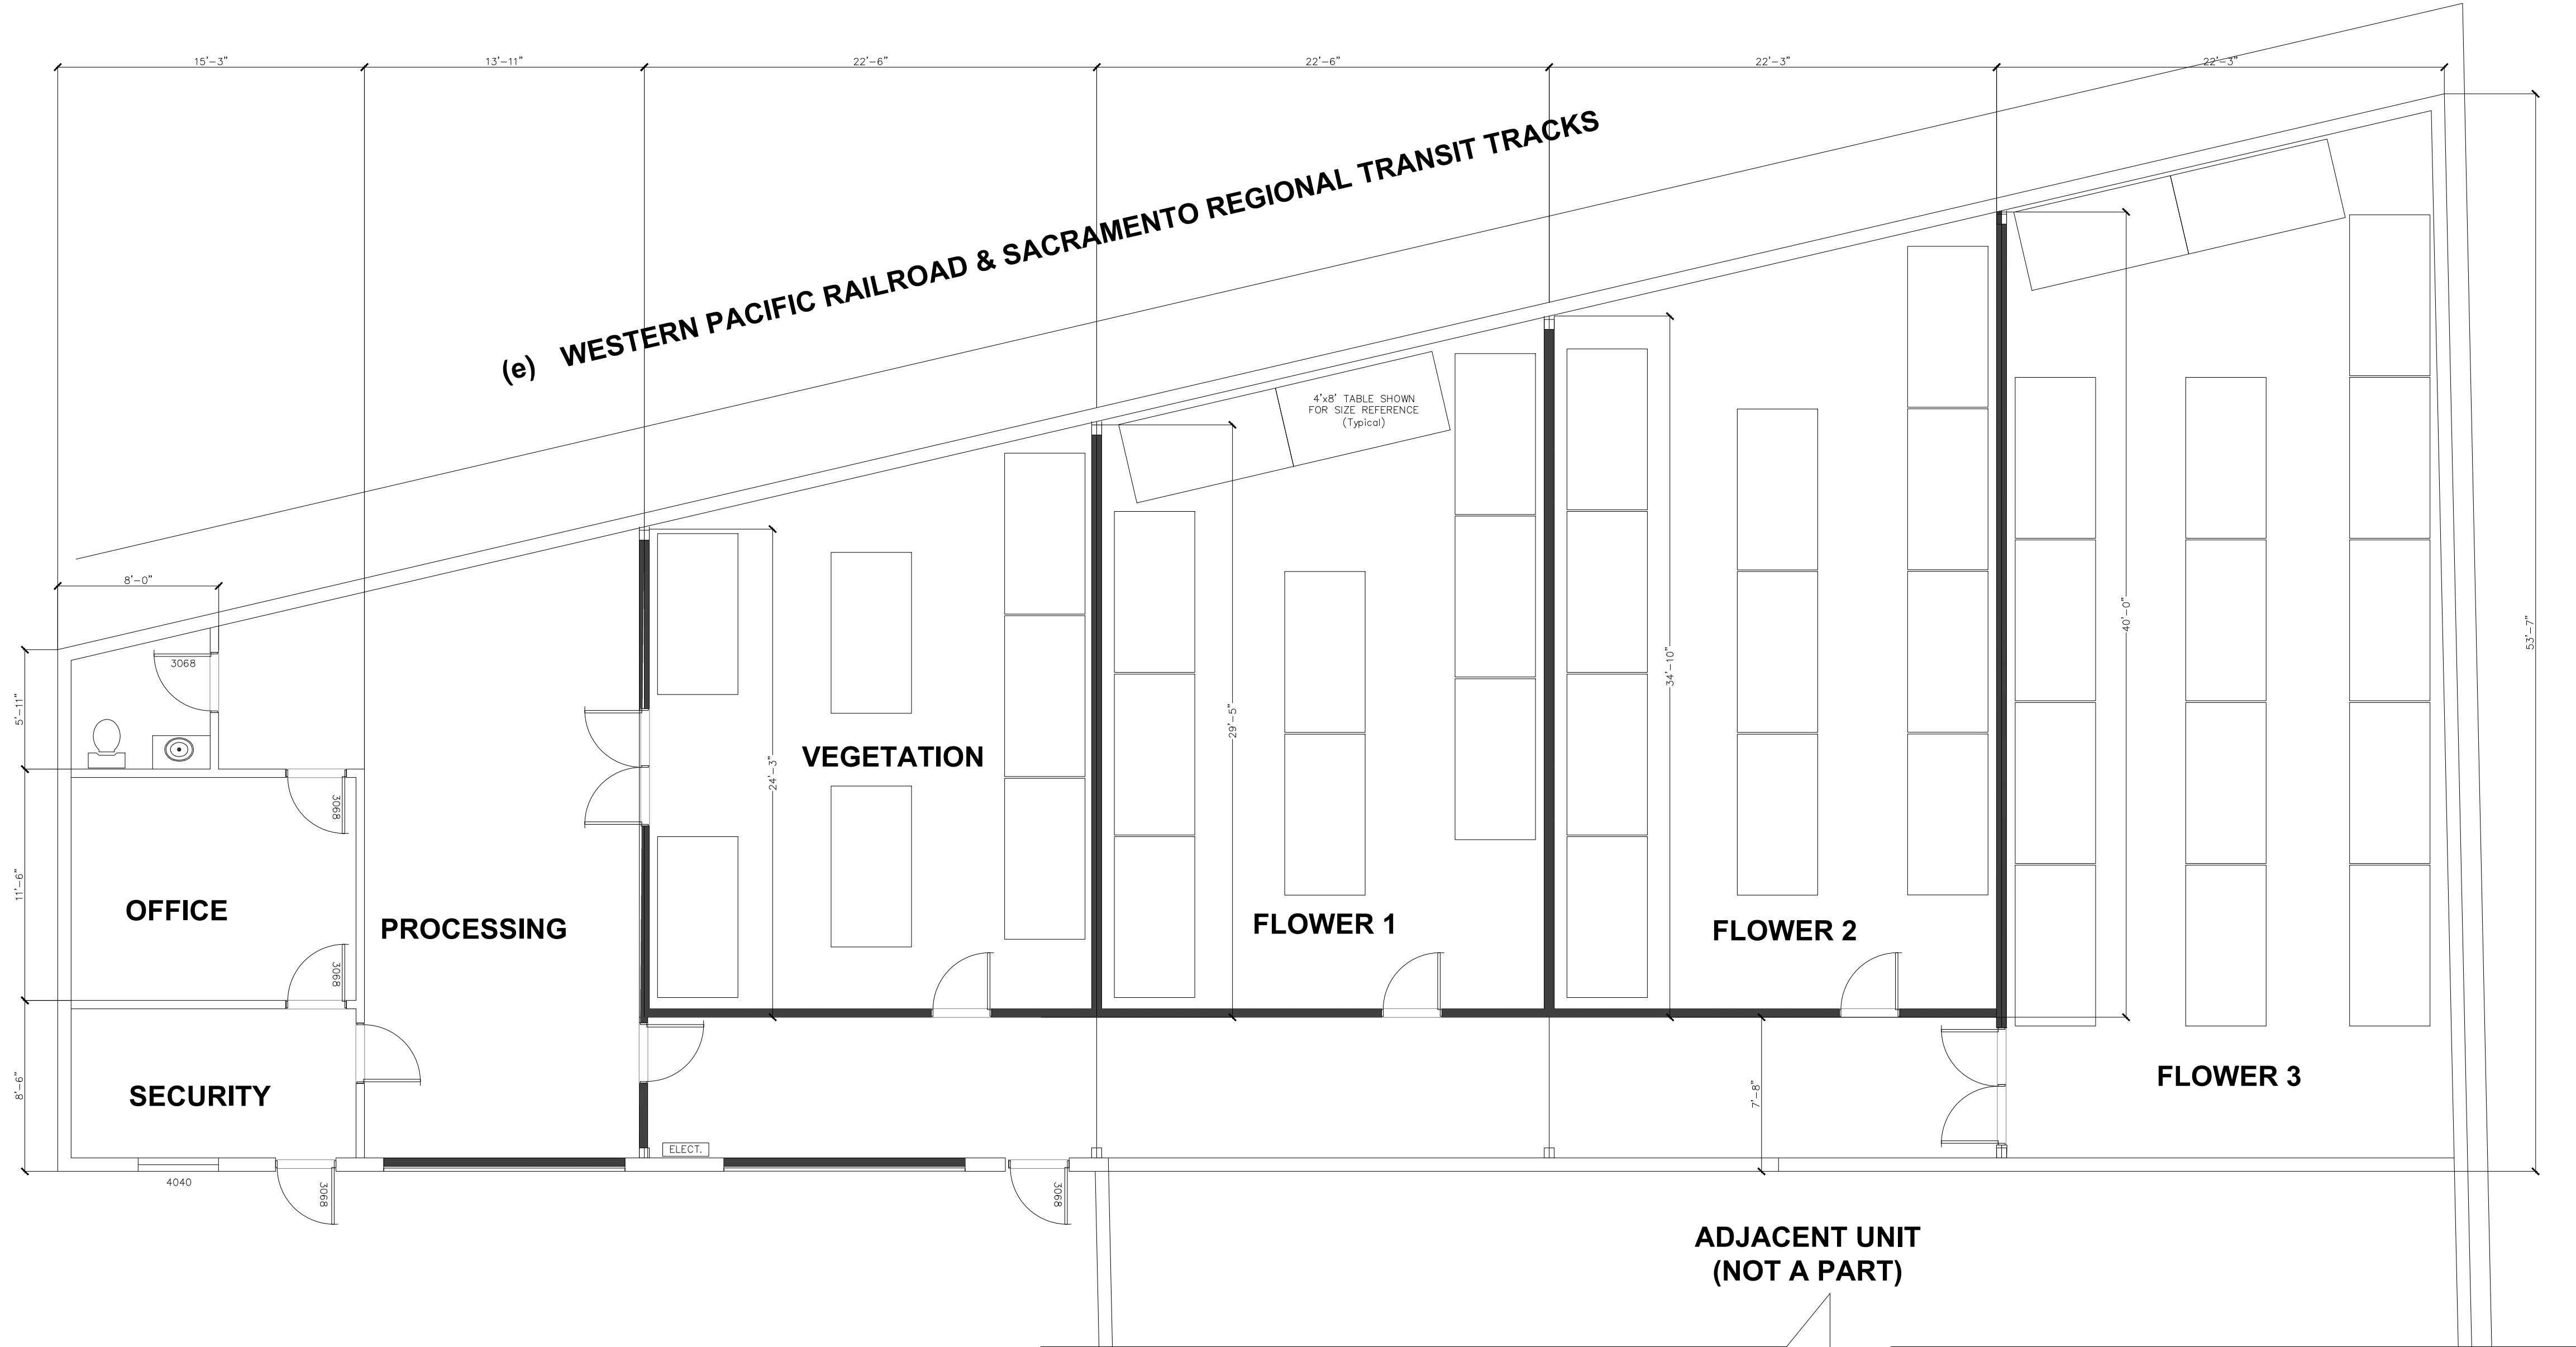 15'-3"
13'-11"
22'-6"
22'-6"
22'-3"
22'-3"
(e) WESTERN PACIFIC RAILROAD & SACRAMENTO REGIONAL TRANSIT TRACKS
4'x8' TABLE SHOWN
FOR SIZE REFERENCE
(Typical)
8'-0"
3068
5'-11"
24'-3"
29'-5"
34'-10"
40'-0"
53'-7"
VEGETATION
3068
11'-6"
OFFICE
PROCESSING
FLOWER 1
FLOWER 2
3068
8'-6"
SECURITY
FLOWER 3
7'-8"
ELECT.
4040
3068
3068
ADJACENT UNIT
(NOT A PART)